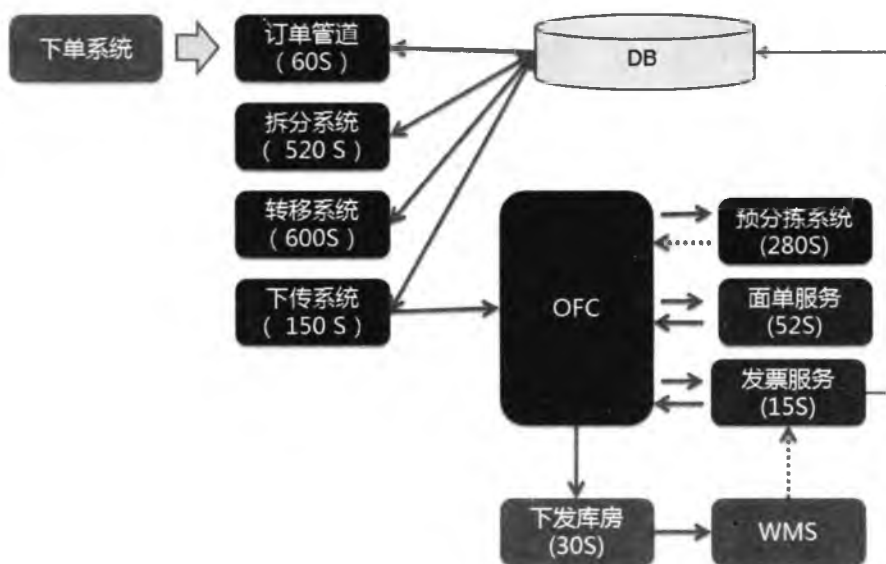 下单系统
订单管道
（ 60S ）
DB
拆分系统
（ 520 S ）
转移系统
（ 600S ）
下传系统
（ 150 S ）
OFC
预分拣系统
(280S)
面单服务
(52S)
发票服务
(15S)
下发库房
(30S)
WMS